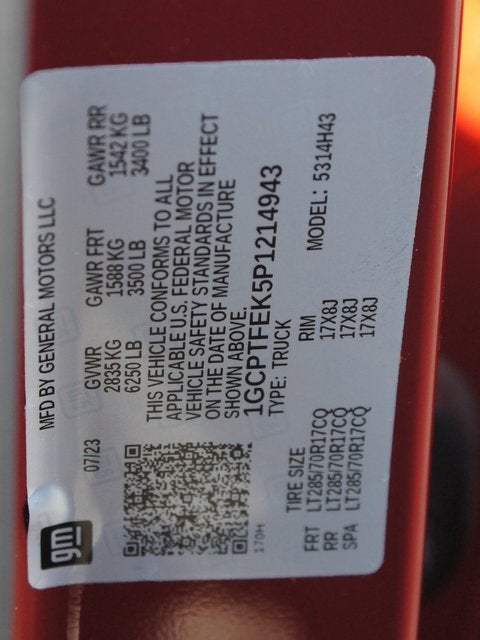 gm
MFD BY GENERAL MOTORS LLC
07/23 GVWR GAWR FRT GAWR RR
2835 KG 1588 KG 1542 KG
6250 LB 3500 LB 3400 LB
THIS VEHICLE CONFORMS TO ALL
APPLICABLE U.S. FEDERAL MOTOR
VEHICLE SAFETY STANDARDS IN EFFECT
ON THE DATE OF MANUFACTURE
SHOWN ABOVE.
1GCPTFEK5P1214943
170H TYPE: TRUCK
TIRE SIZE RIM MODEL: 5314H43
FRT LT285/70R17CQ 17X8J
RR LT285/70R17CQ 17X8J
SPA LT285/70R17CQ 17X8J